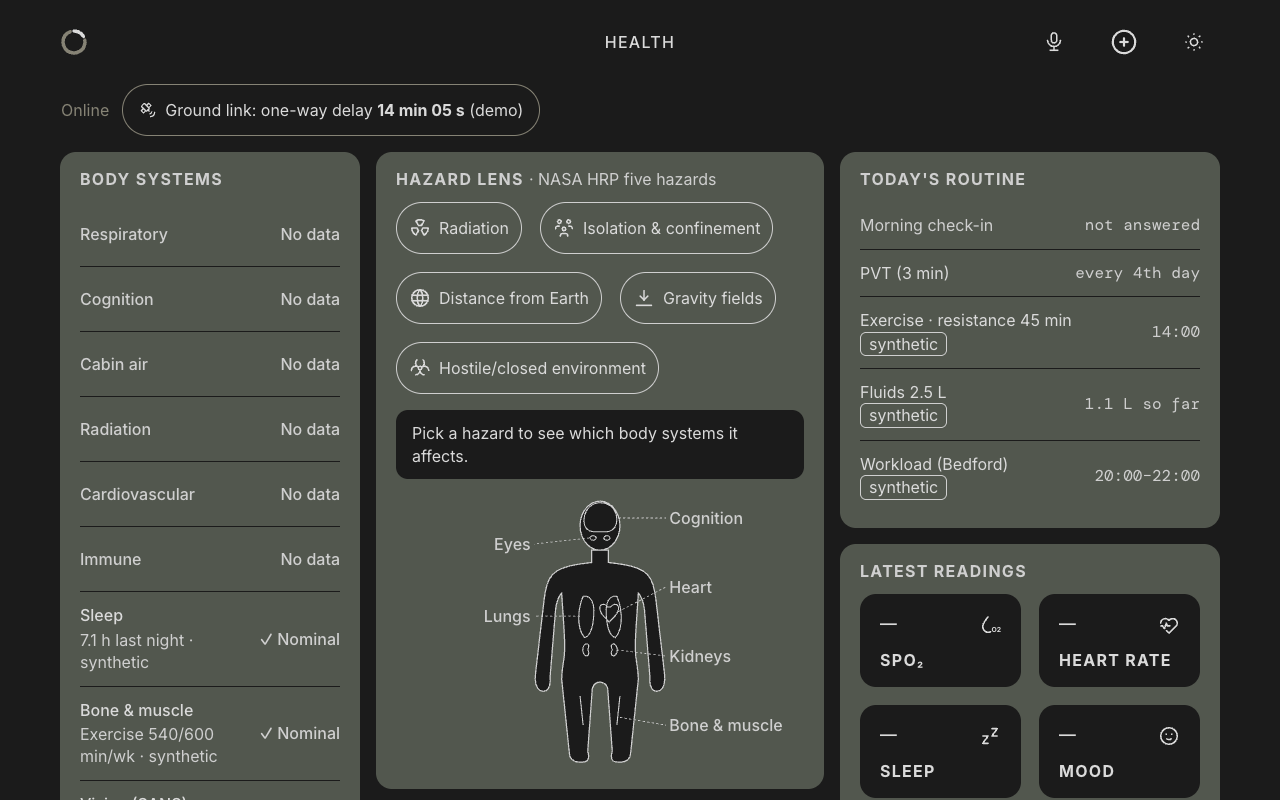 HEALTH
Online
Ground link: one-way delay 14 min 05 s (demo)
BODY SYSTEMS
Respiratory No data
Cognition No data
Cabin air No data
Radiation No data
Cardiovascular No data
Immune No data
Sleep
7.1 h last night ·
synthetic
✓ Nominal
Bone & muscle
Exercise 540/600
min/wk · synthetic
✓ Nominal
HAZARD LENS · NASA HRP five hazards
Radiation
Isolation & confinement
Distance from Earth
Gravity fields
Hostile/closed environment
Pick a hazard to see which body systems it
affects.
Cognition
Eyes
Heart
Lungs
Kidneys
Bone & muscle
TODAY'S ROUTINE
Morning check-in not answered
PVT (3 min) every 4th day
Exercise · resistance 45 min
synthetic
14:00
Fluids 2.5 L
synthetic
1.1 L so far
Workload (Bedford)
synthetic
20:00–22:00
LATEST READINGS
—
O2
SPO₂
—
HEART RATE
—
zZ
SLEEP
—
MOOD